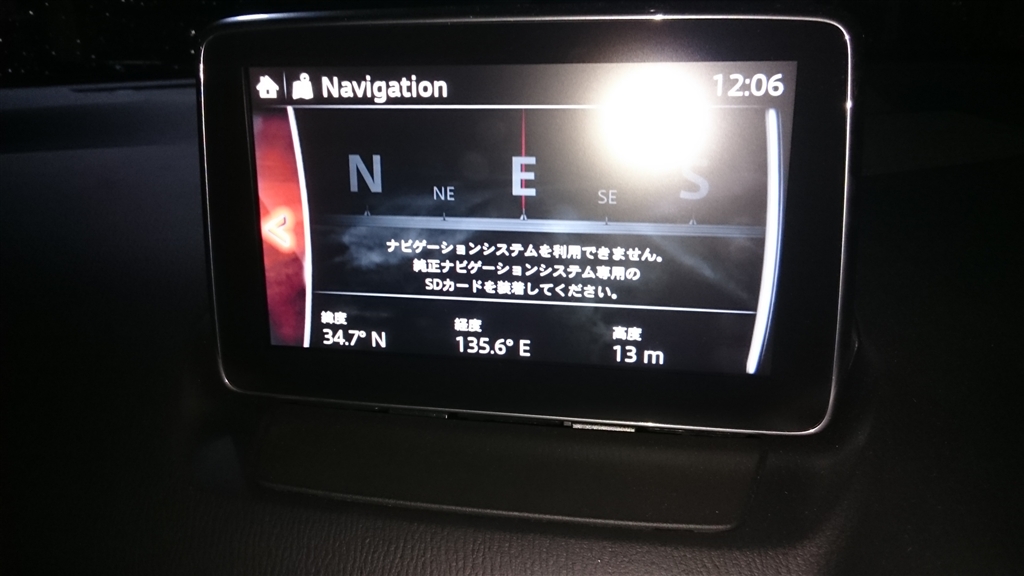 Navigation
12:06
N
NE
E
SE
S
ナビゲーションシステムを利用できません。
純正ナビゲーションシステム専用の
SDカードを装着してください。
緯度
経度
高度
34.7° N
135.6° E
13 m